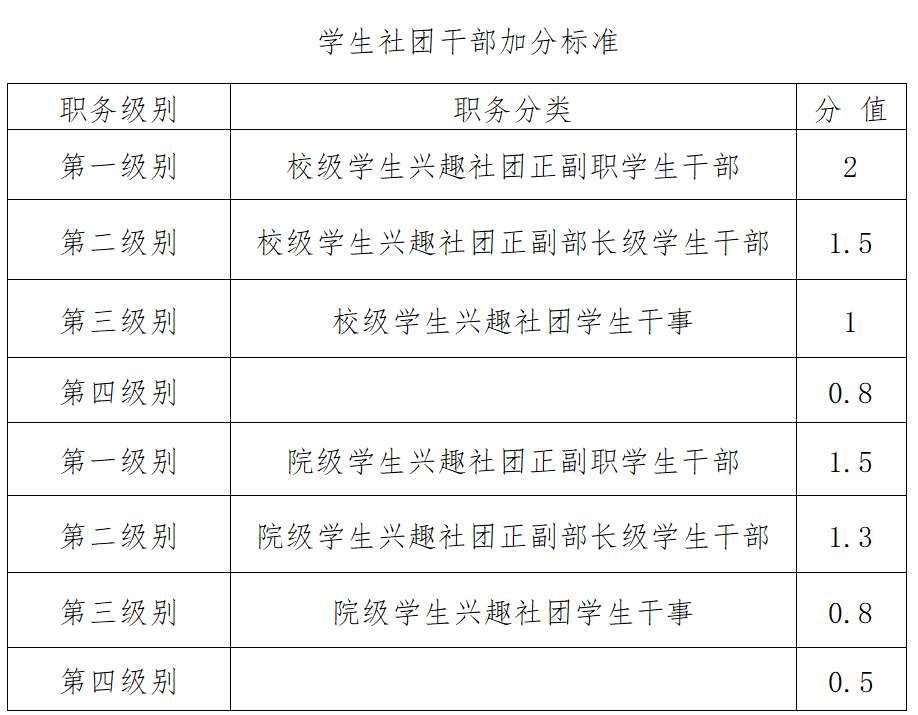 学生社团干部加分标准
职务级别 职务分类 分 值
第一级别 校级学生兴趣社团正副职学生干部 2
第二级别 校级学生兴趣社团正副部长级学生干部 1.5
第三级别 校级学生兴趣社团学生干事 1
第四级别 0.8
第一级别 院级学生兴趣社团正副职学生干部 1.5
第二级别 院级学生兴趣社团正副部长级学生干部 1.3
第三级别 院级学生兴趣社团学生干事 0.8
第四级别 0.5